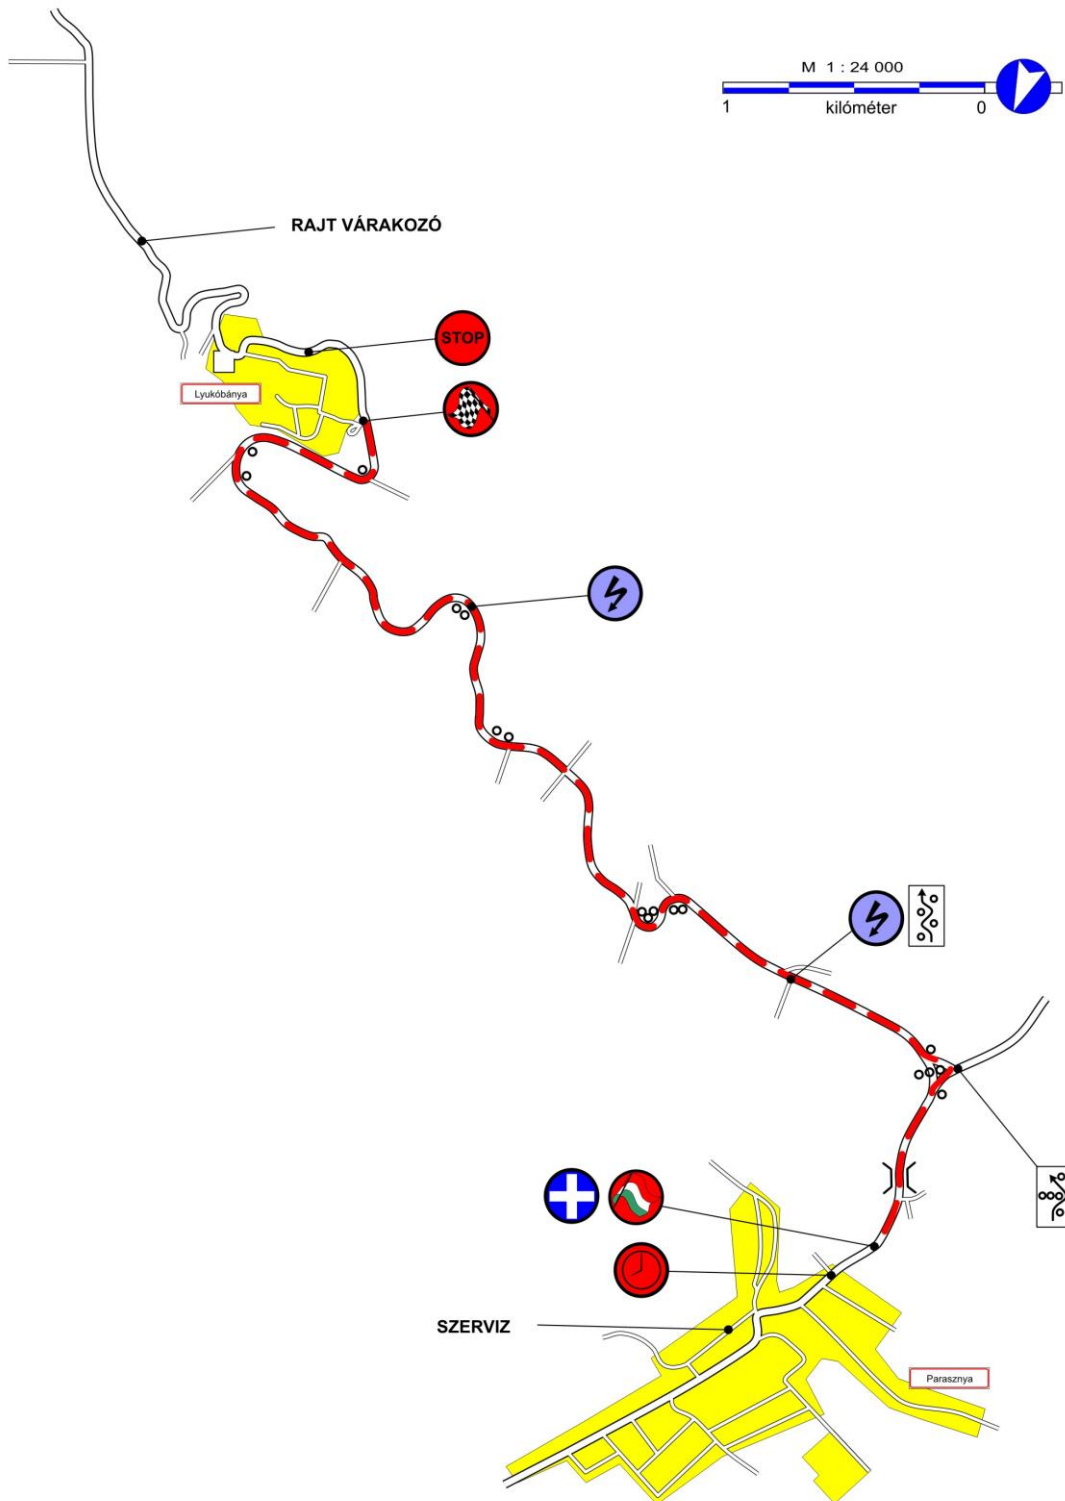 M 1 : 24 000
1 kilóméter 0
RAJT VÁRAKOZÓ
STOP
Lyukóbánya
SZERVIZ
Parasznya